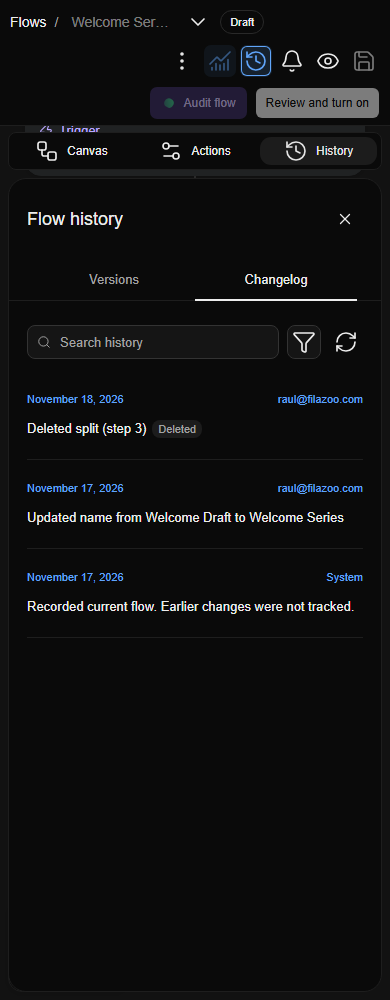 Flows / Welcome Ser...
Draft
Audit flow
Review and turn on
Trigger
Canvas
Actions
History
Flow history
Versions
Changelog
Search history
November 18, 2026
raul@filazoo.com
Deleted split (step 3) Deleted
November 17, 2026
raul@filazoo.com
Updated name from Welcome Draft to Welcome Series
November 17, 2026
System
Recorded current flow. Earlier changes were not tracked.